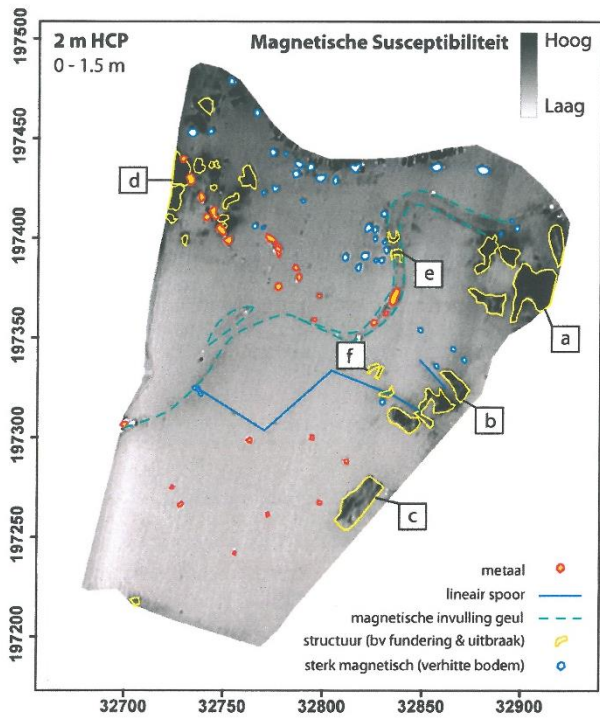 2 m HCP
0 - 1.5 m
Magnetische Susceptibiliteit
Hoog
Laag
197500
197450
197400
197350
197300
197250
197200
d
e
a
f
b
c
metaal
lineair spoor
magnetische invulling geul
structuur (bv fundering & uitbraak)
sterk magnetisch (verhitte bodem)
32700
32750
32800
32850
32900